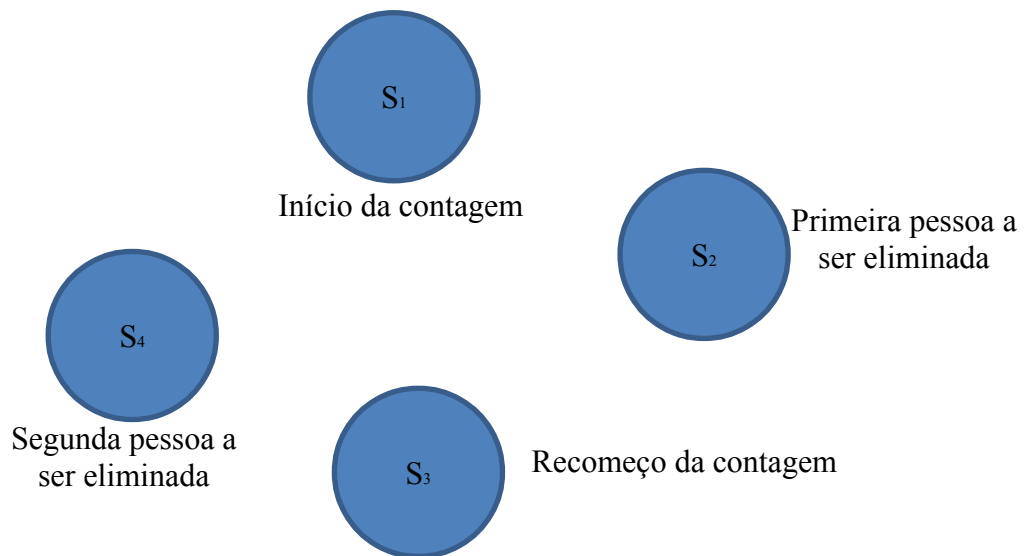 S1
Início da contagem
Primeira pessoa a
ser eliminada
S2
S4
Segunda pessoa a
ser eliminada
S3
Recomeço da contagem